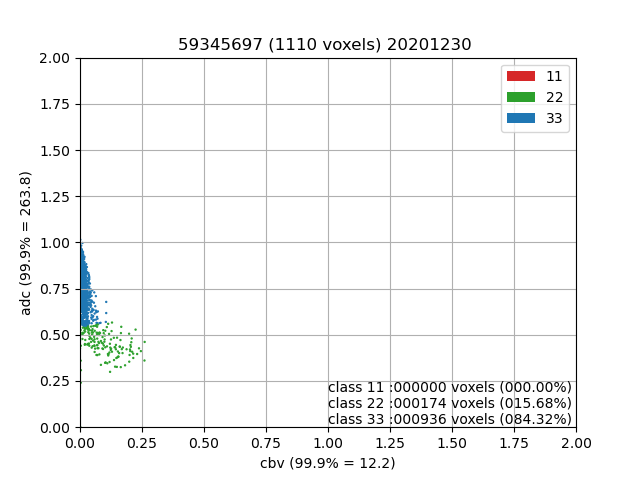 59345697 (1110 voxels) 20201230
2.00
1.75
1.50
1.25
1.00
0.75
0.50
0.25
0.00
adc (99.9% = 263.8)
11
22
33
class 11 :000000 voxels (000.00%)
class 22 :000174 voxels (015.68%)
class 33 :000936 voxels (084.32%)
0.00 0.25 0.50 0.75 1.00 1.25 1.50 1.75 2.00
cbv (99.9% = 12.2)